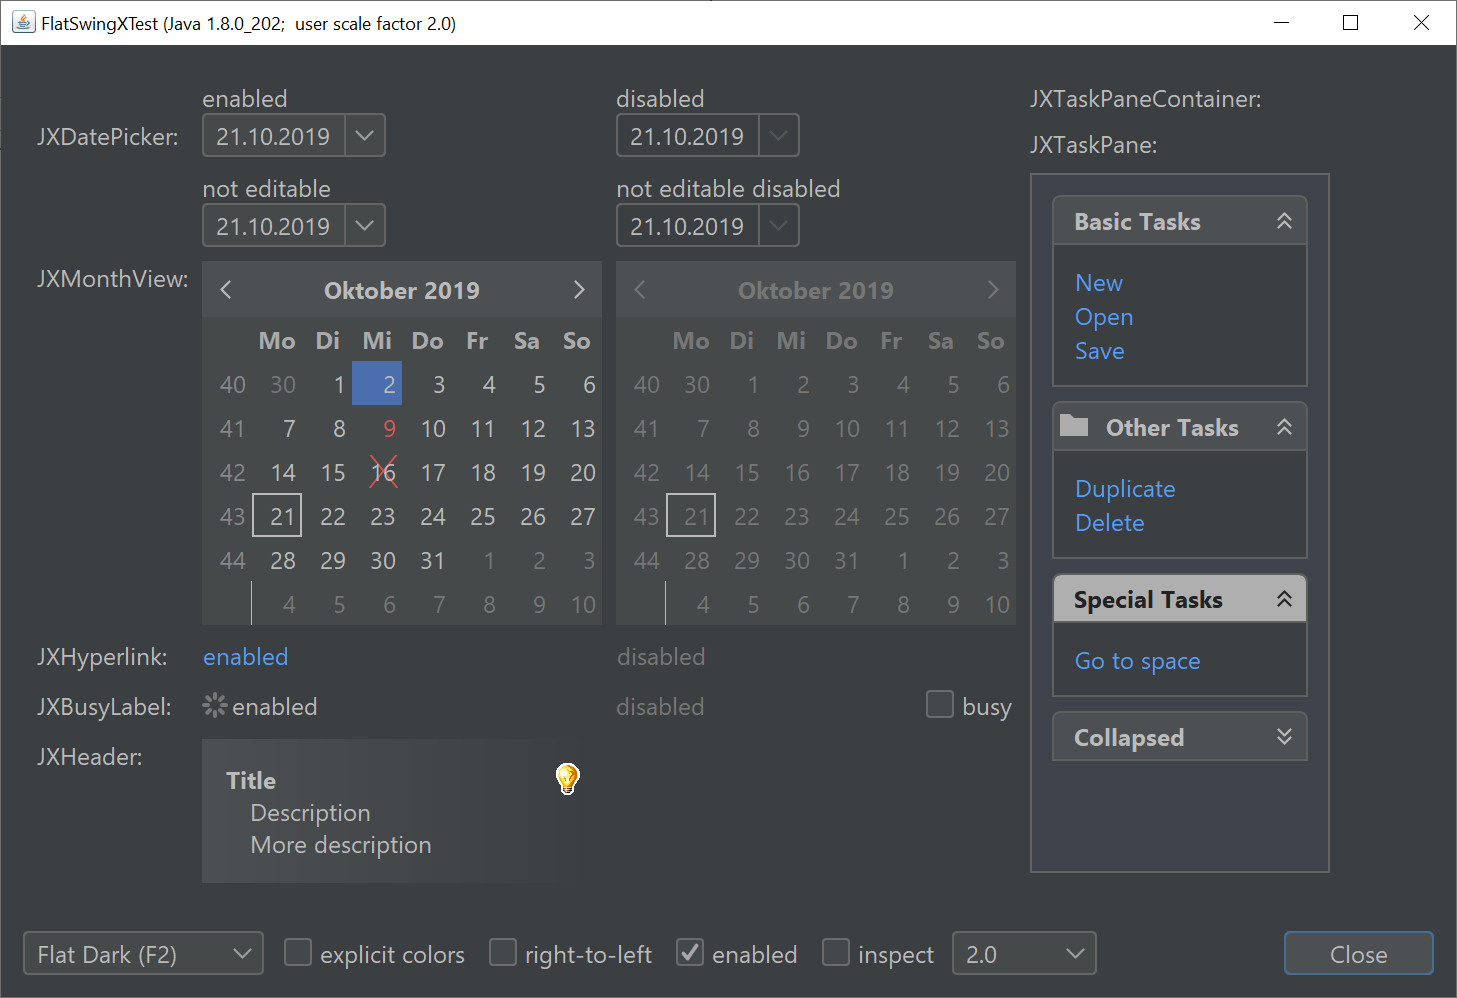 FlatSwingXTest (Java 1.8.0_202;  user scale factor 2.0)
enabled
disabled
JXDatePicker:
21.10.2019
21.10.2019
not editable
not editable disabled
21.10.2019
21.10.2019
JXMonthView:
Oktober 2019
Mo Di Mi Do Fr Sa So
40 30 1 2 3 4 5 6
41 7 8 9 10 11 12 13
42 14 15 16 17 18 19 20
43 21 22 23 24 25 26 27
44 28 29 30 31 1 2 3
4 5 6 7 8 9 10
Oktober 2019
Mo Di Mi Do Fr Sa So
40 30 1 2 3 4 5 6
41 7 8 9 10 11 12 13
42 14 15 16 17 18 19 20
43 21 22 23 24 25 26 27
44 28 29 30 31 1 2 3
4 5 6 7 8 9 10
JXHyperlink:
enabled
disabled
JXBusyLabel:
enabled
disabled
busy
JXHeader:
Title
Description
More description
JXTaskPaneContainer:
JXTaskPane:
Basic Tasks
New
Open
Save
Other Tasks
Duplicate
Delete
Special Tasks
Go to space
Collapsed
Flat Dark (F2)
explicit colors
right-to-left
enabled
inspect
2.0
Close